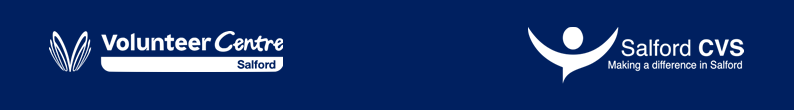 Volunteer Centre
Salford
Salford CVS
Making a difference in Salford